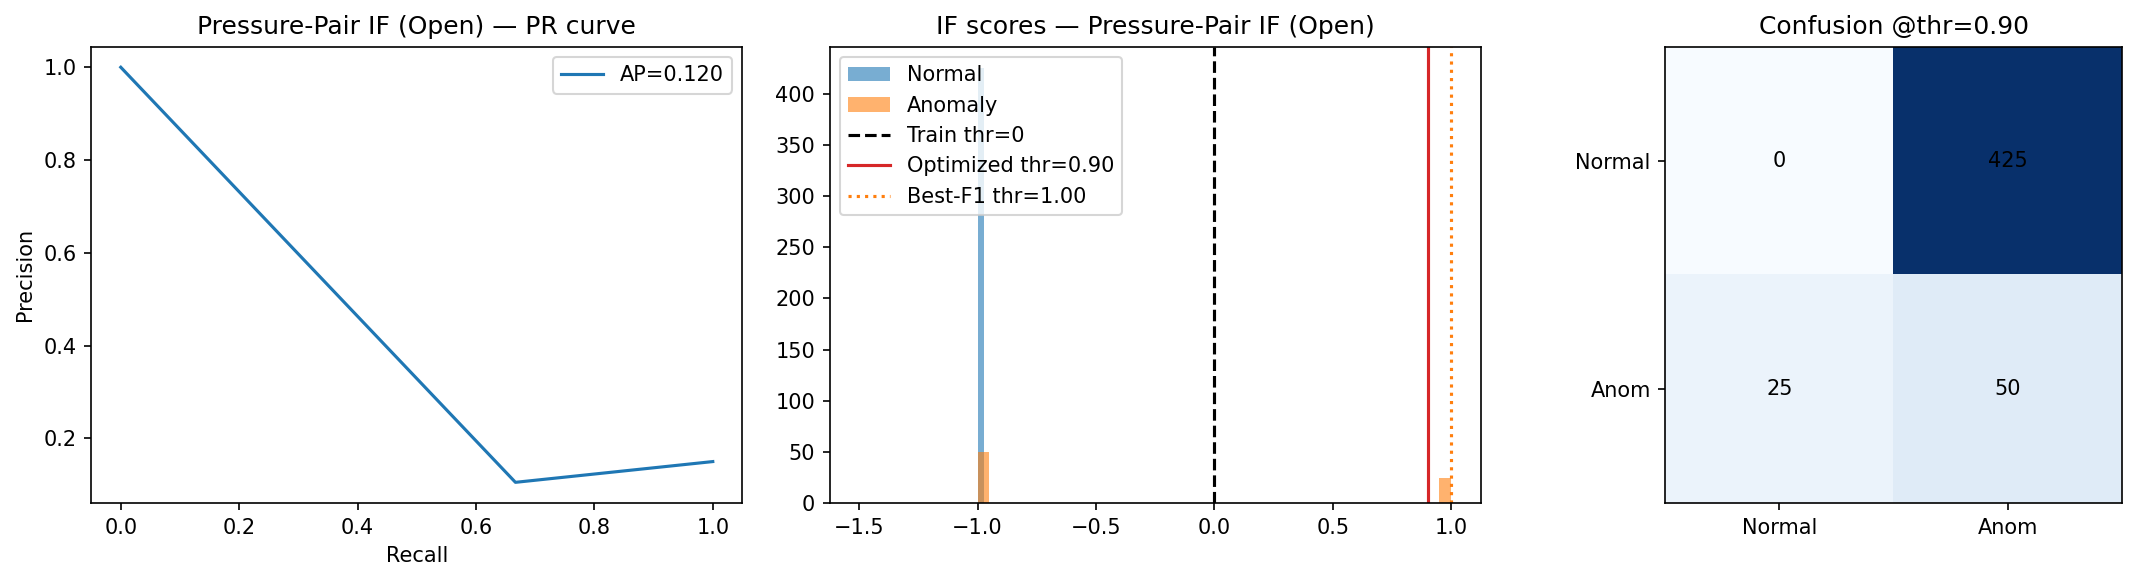 Pressure-Pair IF (Open) — PR curve
AP=0.120
1.0
0.8
0.6
0.4
0.2
Precision
0.0 0.2 0.4 0.6 0.8 1.0
Recall
IF scores — Pressure-Pair IF (Open)
Normal
Anomaly
Train thr=0
Optimized thr=0.90
Best-F1 thr=1.00
400
350
300
250
200
150
100
50
0
−1.5 −1.0 −0.5 0.0 0.5 1.0
Confusion @thr=0.90
Normal 0 425
Anom 25 50
Normal Anom